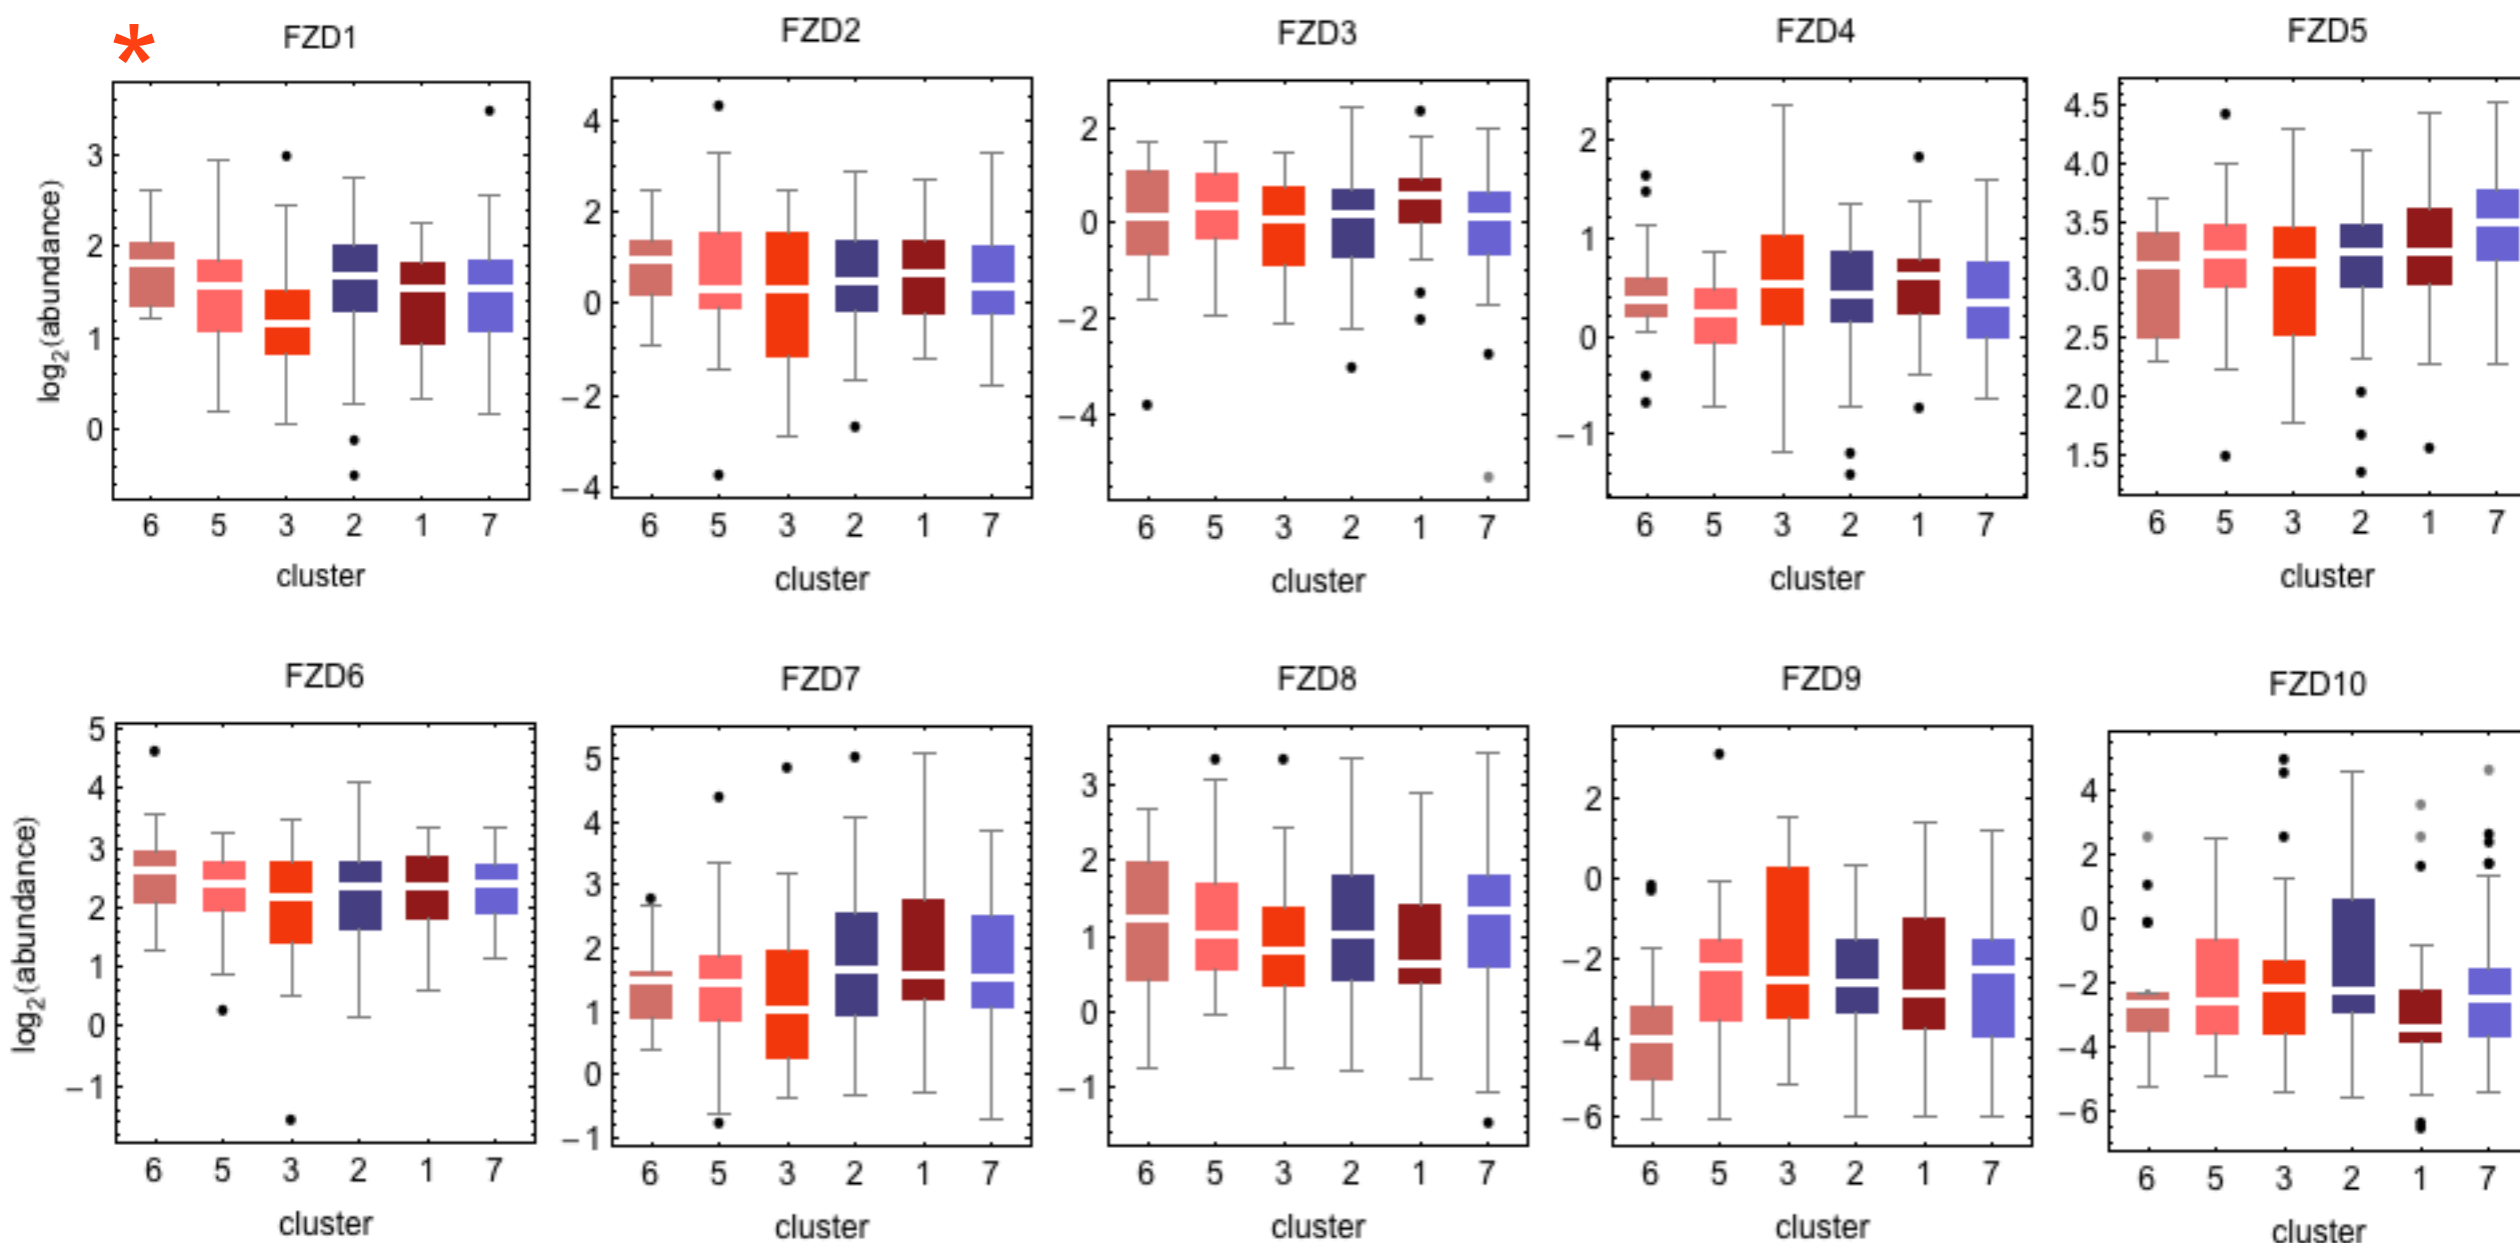 *
FZD1 FZD2 FZD3 FZD4 FZD5
log2(abundance)
3
2
1
0
6 5 3 2 1 7
cluster
4
2
0
−2
−4
6 5 3 2 1 7
cluster
2
0
−2
−4
6 5 3 2 1 7
cluster
2
1
0
−1
6 5 3 2 1 7
cluster
4.5
4.0
3.5
3.0
2.5
2.0
1.5
6 5 3 2 1 7
cluster
FZD6 FZD7 FZD8 FZD9 FZD10
log2(abundance)
5
4
3
2
1
0
−1
6 5 3 2 1 7
cluster
5
4
3
2
1
0
−1
6 5 3 2 1 7
cluster
3
2
1
0
−1
6 5 3 2 1 7
cluster
2
0
−2
−4
−6
6 5 3 2 1 7
cluster
4
2
0
−2
−4
−6
6 5 3 2 1 7
cluster